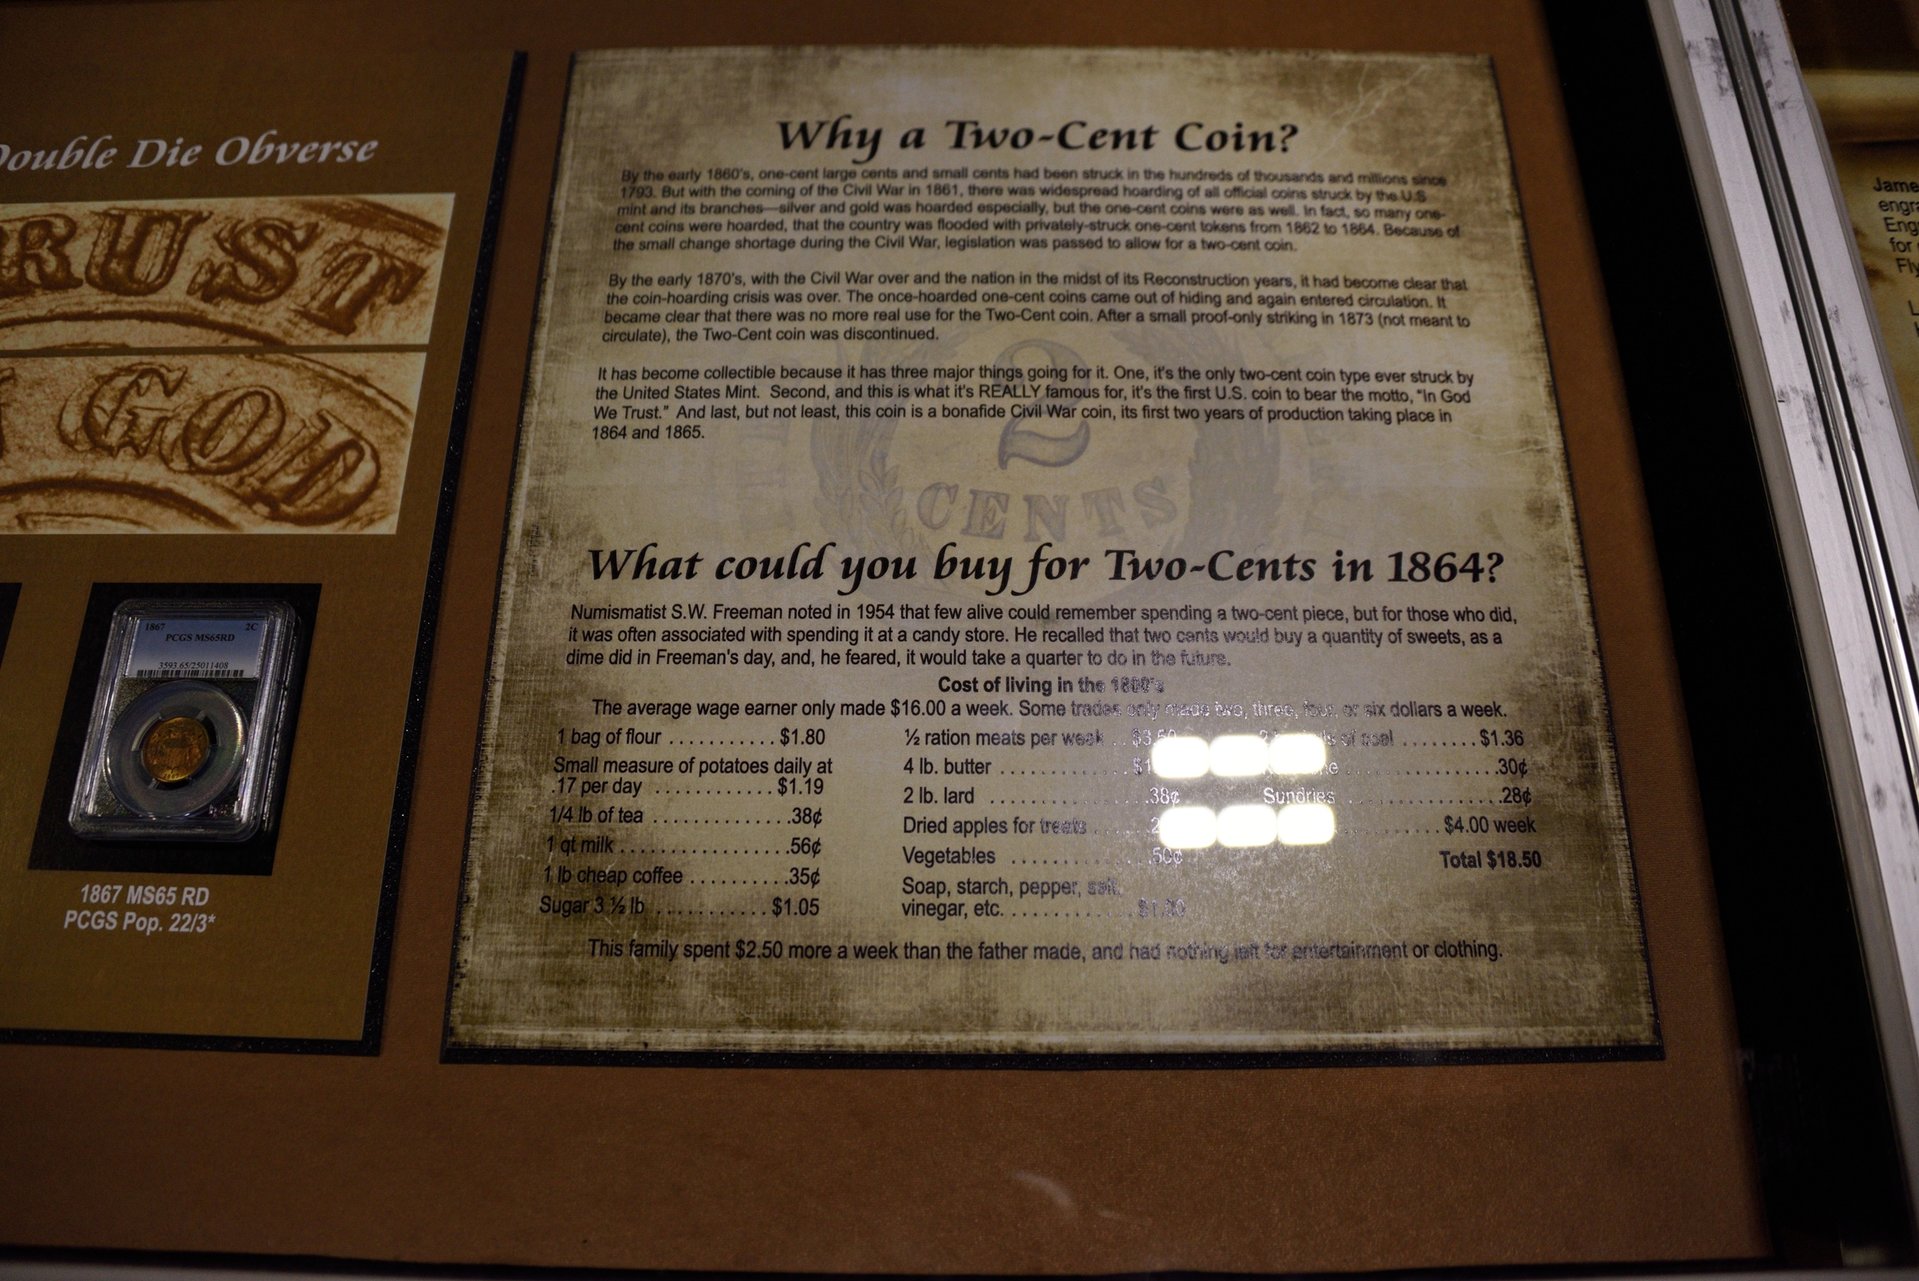 Double Die Obverse
RUST
GOD
1867 2C
PCGS MS65RD
3593.65/25011408
1867 MS65 RD
PCGS Pop. 22/3*
Why a Two-Cent Coin?
By the early 1860's, one-cent large cents and small cents had been struck in the hundreds of thousands and millions since
1793. But with the coming of the Civil War in 1861, there was widespread hoarding of all official coins struck by the U.S
mint and its branches—silver and gold was hoarded especially, but the one-cent coins were as well. In fact, so many one-
cent coins were hoarded, that the country was flooded with privately-struck one-cent tokens from 1862 to 1864. Because of
the small change shortage during the Civil War, legislation was passed to allow for a two-cent coin.
By the early 1870's, with the Civil War over and the nation in the midst of its Reconstruction years, it had become clear that
the coin-hoarding crisis was over. The once-hoarded one-cent coins came out of hiding and again entered circulation. It
became clear that there was no more real use for the Two-Cent coin. After a small proof-only striking in 1873 (not meant to
circulate), the Two-Cent coin was discontinued.
It has become collectible because it has three major things going for it. One, it's the only two-cent coin type ever struck by
the United States Mint. Second, and this is what it's REALLY famous for, it's the first U.S. coin to bear the motto, "In God
We Trust." And last, but not least, this coin is a bonafide Civil War coin, its first two years of production taking place in
1864 and 1865.
2
CENTS
What could you buy for Two-Cents in 1864?
Numismatist S.W. Freeman noted in 1954 that few alive could remember spending a two-cent piece, but for those who did,
it was often associated with spending it at a candy store. He recalled that two cents would buy a quantity of sweets, as a
dime did in Freeman's day, and, he feared, it would take a quarter to do in the future.
Cost of living in the 1800's
The average wage earner only made $16.00 a week. Some trades only made two, three, four, or six dollars a week.
1 bag of flour ........... $1.80
Small measure of potatoes daily at
.17 per day ............ $1.19
1/4 lb of tea .............. .38¢
1 qt milk ................. .56¢
1 lb cheap coffee .......... .35¢
Sugar 3 ½ lb ........... $1.05
½ ration meats per week .. $3.50
4 lb. butter
2 lb. lard .................. .38¢
Dried apples for treats
Vegetables .............. .50¢
Soap, starch, pepper, salt,
vinegar, etc. ............. $1.00
of coal ........ $1.36
.30¢
Sundries .................. .28¢
$4.00 week
Total $18.50
This family spent $2.50 more a week than the father made, and had nothing left for entertainment or clothing.
James
for